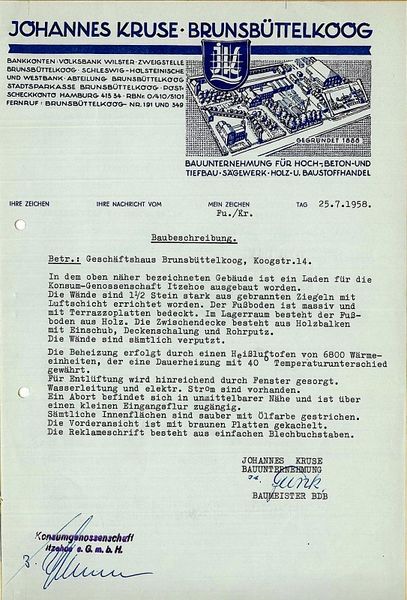 JOHANNES KRUSE · BRUNSBÜTTELKOOG
BANKKONTEN · VOLKSBANK WILSTER · ZWEIGSTELLE
BRUNSBÜTTELKOOG · SCHLESWIG-HOLSTEINISCHE
UND WESTBANK · ABTEILUNG BRUNSBÜTTELKOOG
STADTSPARKASSE BRUNSBÜTTELKOOG · POST-
SCHECKKONTO HAMBURG 415 34 · RBNr. 0/410/5101
FERNRUF: BRUNSBÜTTELKOOG NR. 191 UND 349
GEGRÜNDET 1888
BAUUNTERNEHMUNG FÜR HOCH-, BETON- UND
TIEFBAU · SÄGEWERK · HOLZ- U. BAUSTOFFHANDEL
IHRE ZEICHEN IHRE NACHRICHT VOM MEIN ZEICHEN TAG 25.7.1958.
Fu./Kr.
Baubeschreibung.
Betr.: Geschäftshaus Brunsbüttelkoog, Koogstr.14.
In dem oben näher bezeichneten Gebäude ist ein Laden für die
Konsum-Genossenschaft Itzehoe ausgebaut worden.
Die Wände sind 1½ Stein stark aus gebrannten Ziegeln mit
Luftschicht errichtet worden. Der Fußboden ist massiv und
mit Terrazzoplatten bedeckt. Im Lagerraum besteht der Fuß-
boden aus Holz. Die Zwischendecke besteht aus Holzbalken
mit Einschub, Deckenschalung und Rohrputz.
Die Wände sind sämtlich verputzt.
Die Beheizung erfolgt durch einen Heißluftofen von 6800 Wärme-
einheiten, der eine Dauerheizung mit 40° Temperaturunterschied
gewährt.
Für Entlüftung wird hinreichend durch Fenster gesorgt.
Wasserleitung und elektr. Strom sind vorhanden.
Ein Abort befindet sich in unmittelbarer Nähe und ist über
einen kleinen Eingangsflur zugängig.
Sämtliche Innenflächen sind sauber mit Ölfarbe gestrichen.
Die Vorderansicht ist mit braunen Platten gekachelt.
Die Reklameschrift besteht aus einfachen Blechbuchstaben.
JOHANNES KRUSE
BAUUNTERNEHMUNG
BAUMEISTER BDB
Konsumgenossenschaft
Itzehoe e.G.m.b.H.